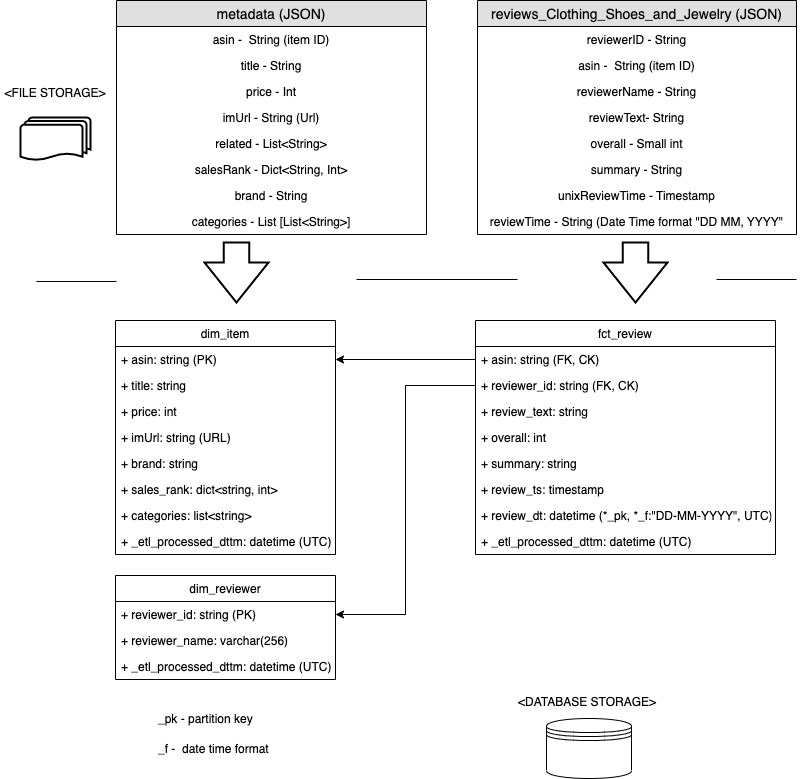 metadata (JSON)
asin -  String (item ID)
title - String
price - Int
imUrl - String (Url)
related - List<String>
salesRank - Dict<String, Int>
brand - String
categories - List [List<String>]
reviews_Clothing_Shoes_and_Jewelry (JSON)
reviewerID - String
asin -  String (item ID)
reviewerName - String
reviewText- String
overall - Small int
summary - String
unixReviewTime - Timestamp
reviewTime - String (Date Time format "DD MM, YYYY"
<FILE STORAGE>
dim_item
+ asin: string (PK)
+ title: string
+ price: int
+ imUrl: string (URL)
+ brand: string
+ sales_rank: dict<string, int>
+ categories: list<string>
+ _etl_processed_dttm: datetime (UTC)
fct_review
+ asin: string (FK, CK)
+ reviewer_id: string (FK, CK)
+ review_text: string
+ overall: int
+ summary: string
+ review_ts: timestamp
+ review_dt: datetime (*_pk, *_f:"DD-MM-YYYY", UTC)
+ _etl_processed_dttm: datetime (UTC)
dim_reviewer
+ reviewer_id: string (PK)
+ reviewer_name: varchar(256)
+ _etl_processed_dttm: datetime (UTC)
_pk - partition key
_f -  date time format
<DATABASE STORAGE>